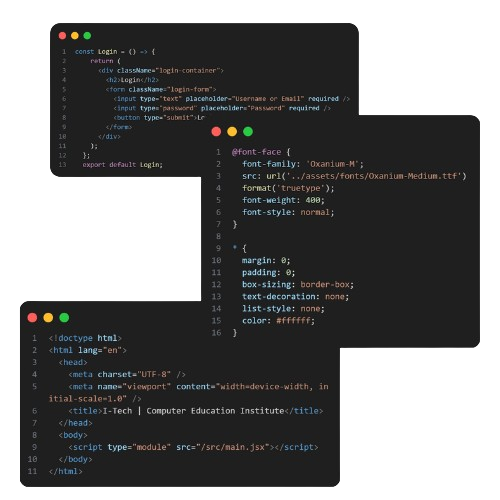 1 const Login = () => {
2 return (
3 <div className="login-container">
4 <h2>Login</h2>
5 <form className="login-form">
6 <input type="text" placeholder="Username or Email" required />
7 <input type="password" placeholder="Password" required />
8 <button type="submit">Lo
9 </form>
10 </div>
11 );
12 };
13 export default Login;
1 @font-face {
2 font-family: 'Oxanium-M';
3 src: url('../assets/fonts/Oxanium-Medium.ttf')
4 format('truetype');
5 font-weight: 400;
6 font-style: normal;
7 }
8
9 * {
10 margin: 0;
11 padding: 0;
12 box-sizing: border-box;
13 text-decoration: none;
14 list-style: none;
15 color: #ffffff;
16 }
1 <!doctype html>
2 <html lang="en">
3 <head>
4 <meta charset="UTF-8" />
5 <meta name="viewport" content="width=device-width, in
itial-scale=1.0" />
6 <title>I-Tech | Computer Education Institute</title>
7 </head>
8 <body>
9 <script type="module" src="/src/main.jsx"></script>
10 </body>
11 </html>